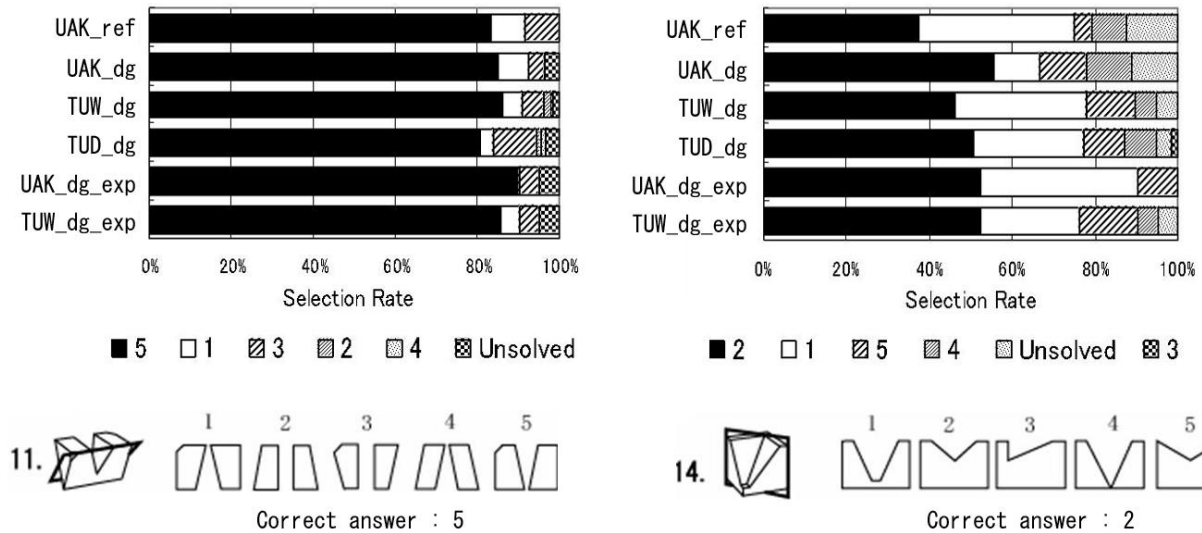 UAK_ref
UAK_dg
TUW_dg
TUD_dg
UAK_dg_exp
TUW_dg_exp
0% 20% 40% 60% 80% 100%
Selection Rate
5 1 3 2 4 Unsolved
11.
1 2 3 4 5
Correct answer : 5
UAK_ref
UAK_dg
TUW_dg
TUD_dg
UAK_dg_exp
TUW_dg_exp
0% 20% 40% 60% 80% 100%
Selection Rate
2 1 5 4 Unsolved 3
14.
1 2 3 4 5
Correct answer : 2